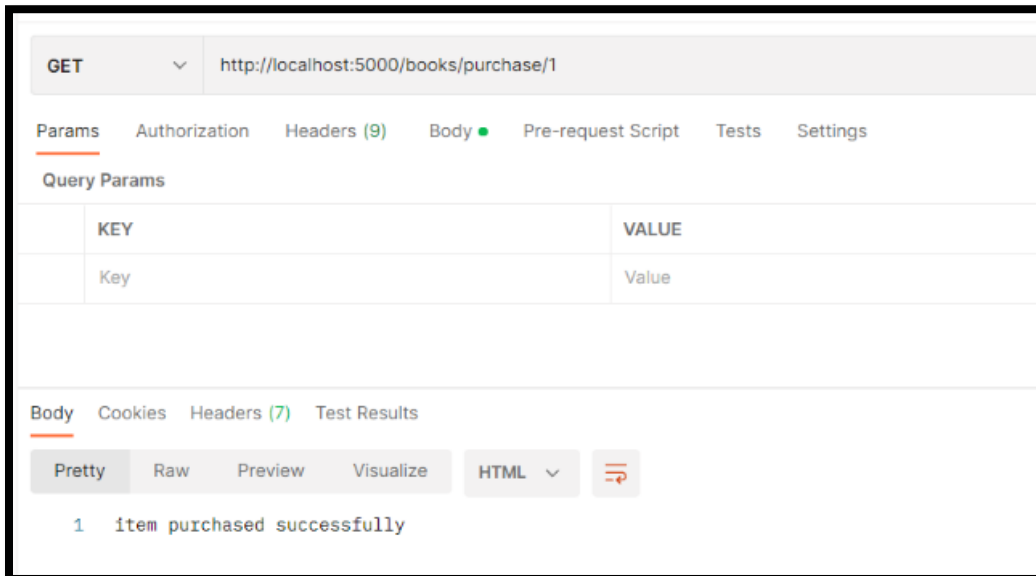 GET http://localhost:5000/books/purchase/1
Params Authorization Headers (9) Body Pre-request Script Tests Settings
Query Params
KEY VALUE
Key Value
Body Cookies Headers (7) Test Results
Pretty Raw Preview Visualize HTML
1 item purchased successfully